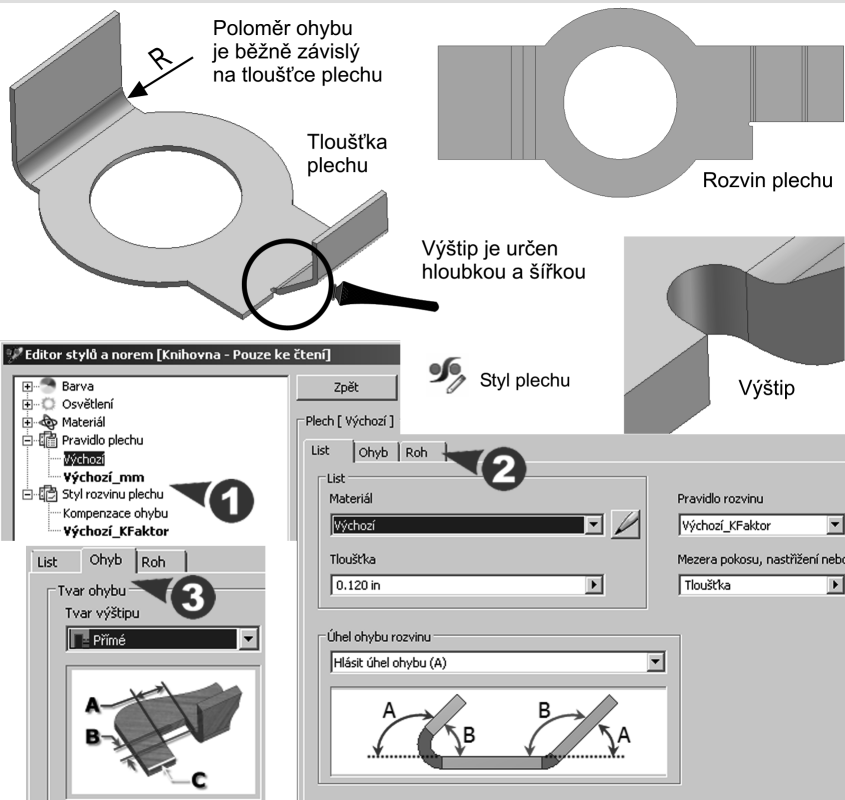 Poloměr ohybu
je běžně závislý
na tloušťce plechu
R
Tloušťka
plechu
Rozvin plechu
Výštip je určen
hloubkou a šířkou
Výštip
Styl plechu
Editor stylů a norem [Knihovna - Pouze ke čtení]
Barva
Osvětlení
Materiál
Pravidlo plechu
Výchozí
Výchozí_mm
Styl rozvinu plechu
Kompenzace ohybu
Výchozí_KFaktor
1
Zpět
Plech [ Výchozí ]
List Ohyb Roh
2
List
Materiál
Výchozí
Tloušťka
0.120 in
Pravidlo rozvinu
Výchozí_KFaktor
Mezera pokosu, nastřižení nebo
Tloušťka
Úhel ohybu rozvinu
Hlásit úhel ohybu (A)
A B B A
List Ohyb Roh
3
Tvar ohybu
Tvar výštipu
Přímé
A
B
C